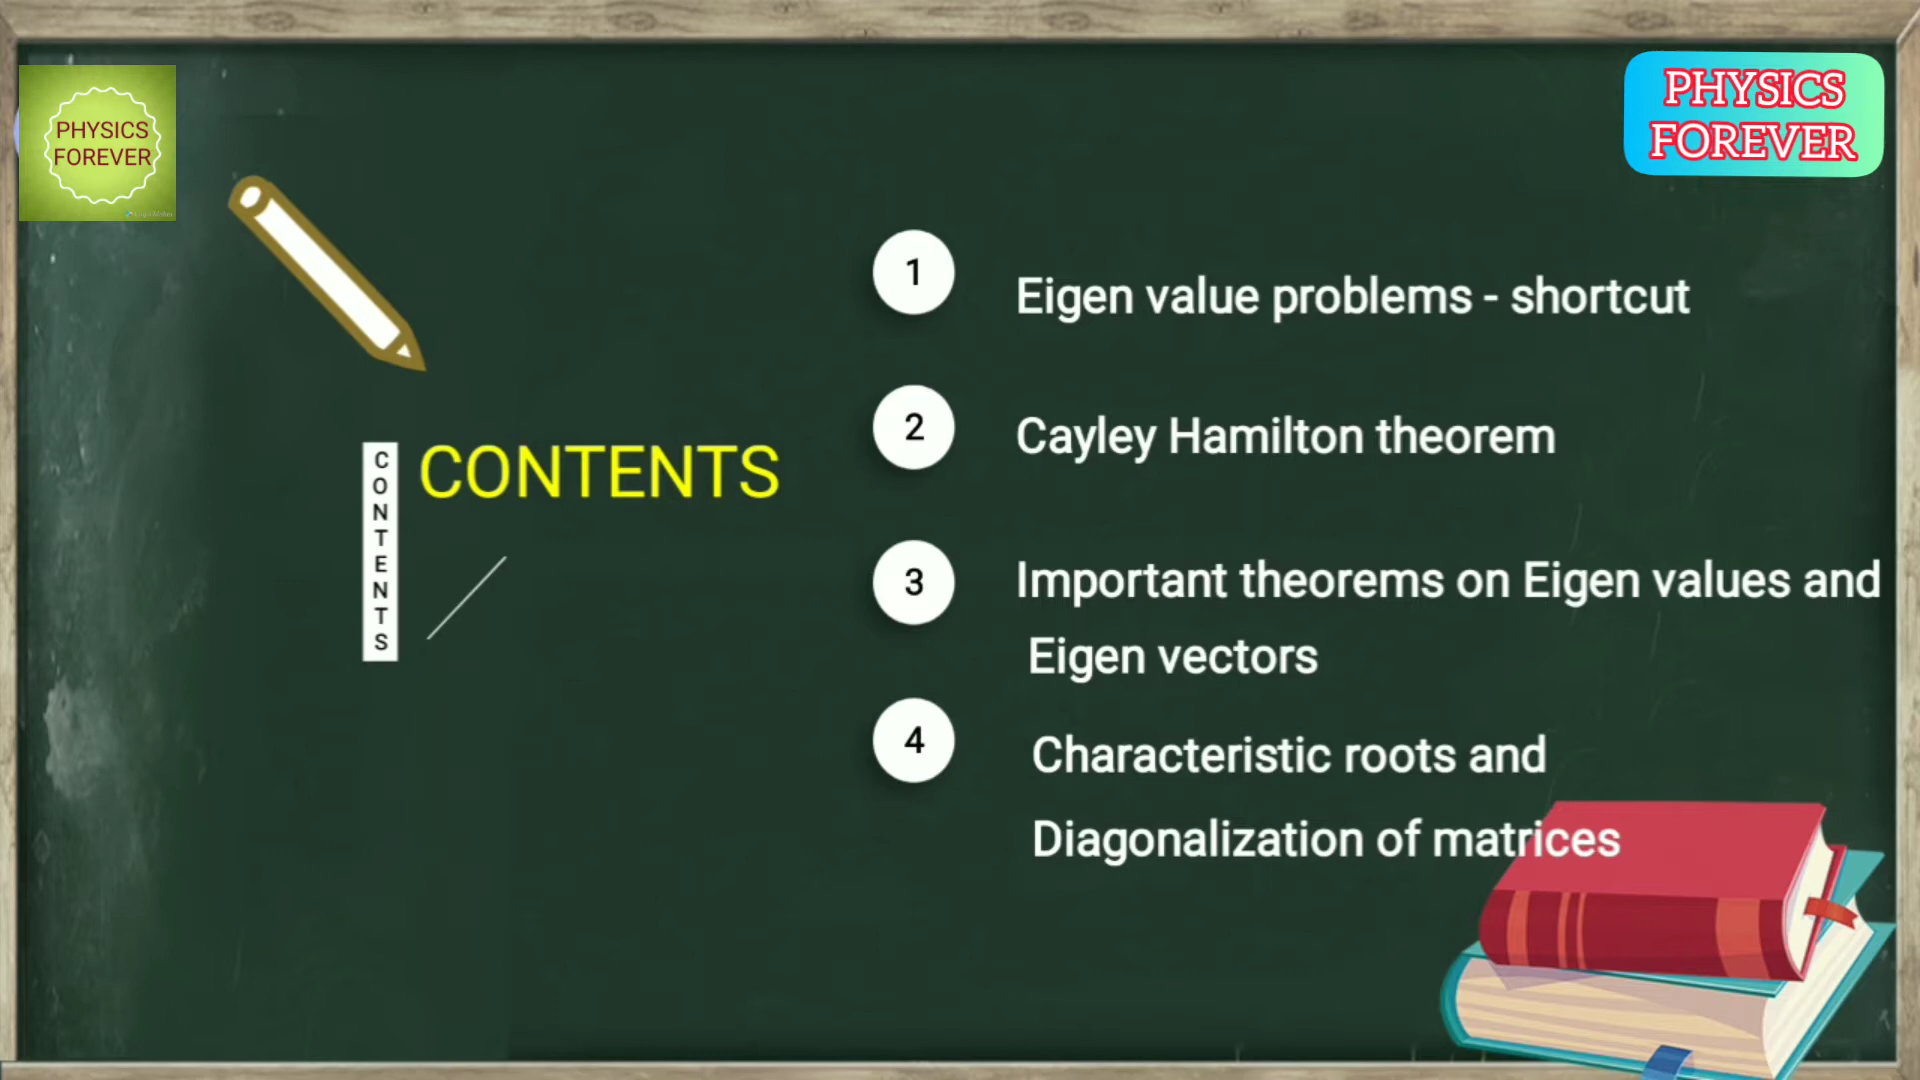 PHYSICS
FOREVER
PHYSICS
FOREVER
CONTENTS
CONTENTS
1
Eigen value problems - shortcut
2
Cayley Hamilton theorem
3
Important theorems on Eigen values and
Eigen vectors
4
Characteristic roots and
Diagonalization of matrices